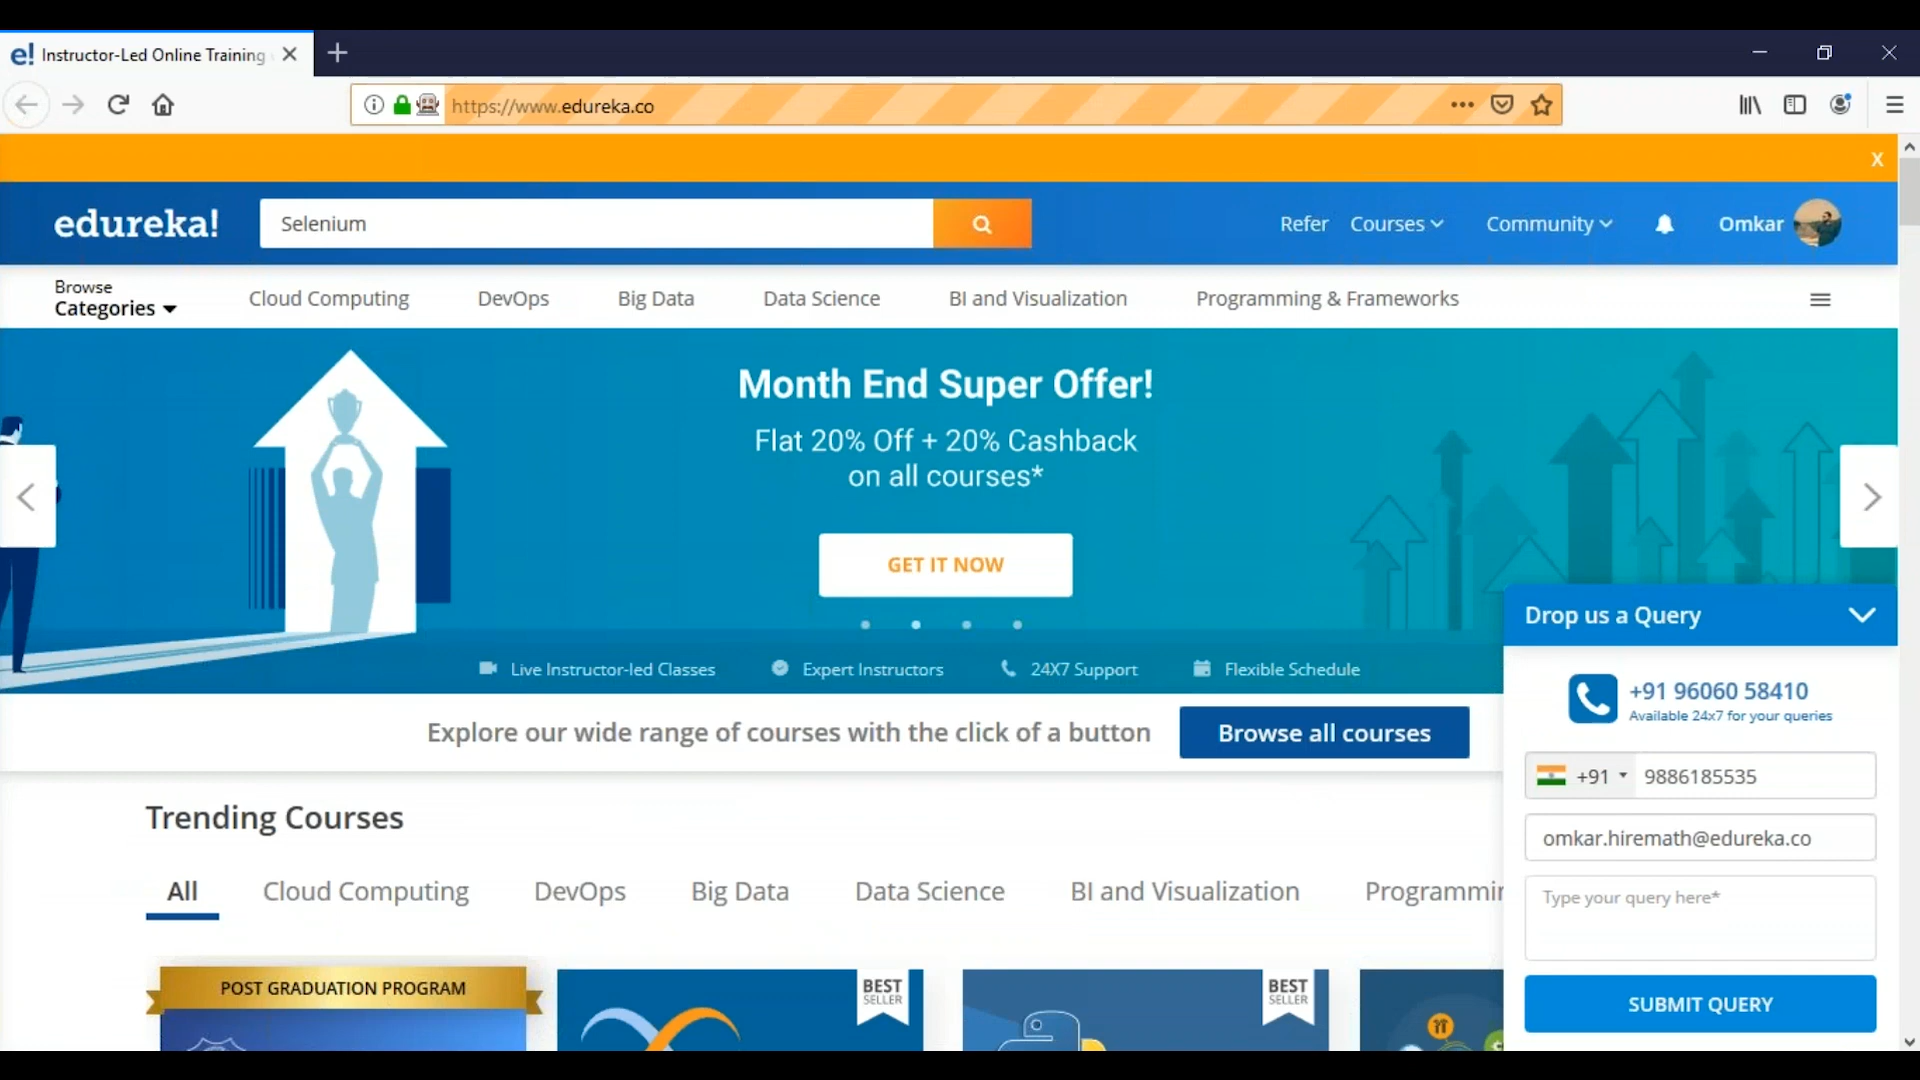 e! Instructor-Led Online Training
https://www.edureka.co
X
edureka!
Selenium
Refer
Courses
Community
Omkar
Browse
Categories
Cloud Computing
DevOps
Big Data
Data Science
BI and Visualization
Programming & Frameworks
Month End Super Offer!
Flat 20% Off + 20% Cashback
on all courses*
GET IT NOW
Live Instructor-led Classes
Expert Instructors
24X7 Support
Flexible Schedule
Drop us a Query
+91 96060 58410
Available 24x7 for your queries
+91
9886185535
omkar.hiremath@edureka.co
Type your query here*
SUBMIT QUERY
Explore our wide range of courses with the click of a button
Browse all courses
Trending Courses
All
Cloud Computing
DevOps
Big Data
Data Science
BI and Visualization
Programmin
POST GRADUATION PROGRAM
BEST
SELLER
BEST
SELLER